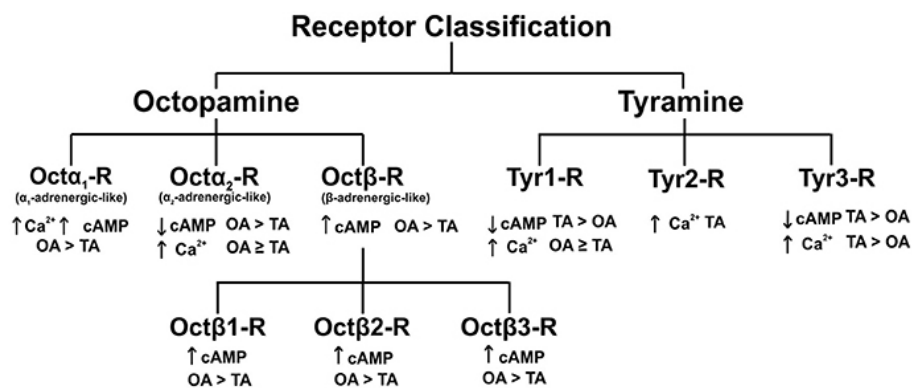 Receptor Classification
Octopamine
Tyramine
Octα₁-R
(α₁-adrenergic-like)
↑Ca²⁺↑ cAMP
OA > TA
Octα₂-R
(α₂-adrenergic-like)
↓cAMP OA > TA
↑ Ca²⁺ OA ≥ TA
Octβ-R
(β-adrenergic-like)
↑cAMP OA > TA
Tyr1-R
↓cAMP TA > OA
↑ Ca²⁺ OA ≥ TA
Tyr2-R
↑ Ca²⁺ TA
Tyr3-R
↓cAMP TA > OA
↑ Ca²⁺ TA > OA
Octβ1-R
↑cAMP
OA > TA
Octβ2-R
↑cAMP
OA > TA
Octβ3-R
↑cAMP
OA > TA